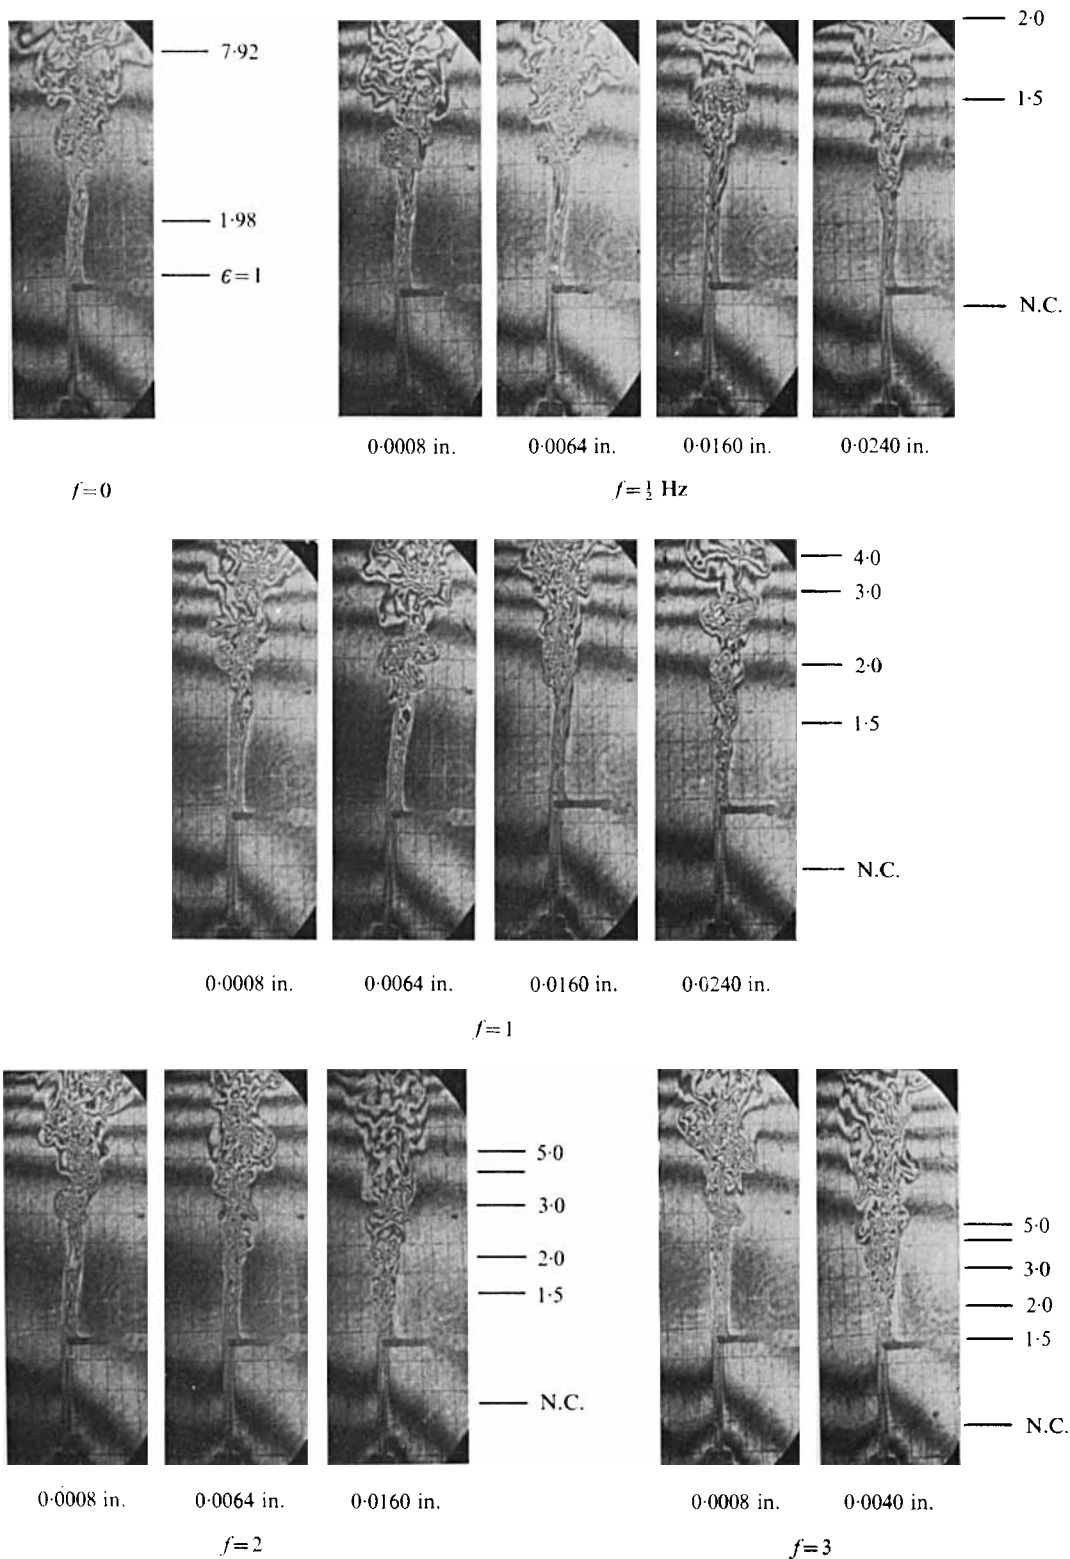 7·92
1·98
ϵ=1
2·0
1·5
N.C.
0·0008 in.
0·0064 in.
0·0160 in.
0·0240 in.
f=0
f=½ Hz
4·0
3·0
2·0
1·5
N.C.
0·0008 in.
0·0064 in.
0·0160 in.
0·0240 in.
f=1
5·0
3·0
2·0
1·5
N.C.
5·0
3·0
2·0
1·5
N.C.
0·0008 in.
0·0064 in.
0·0160 in.
0·0008 in.
0·0040 in.
f=2
f=3